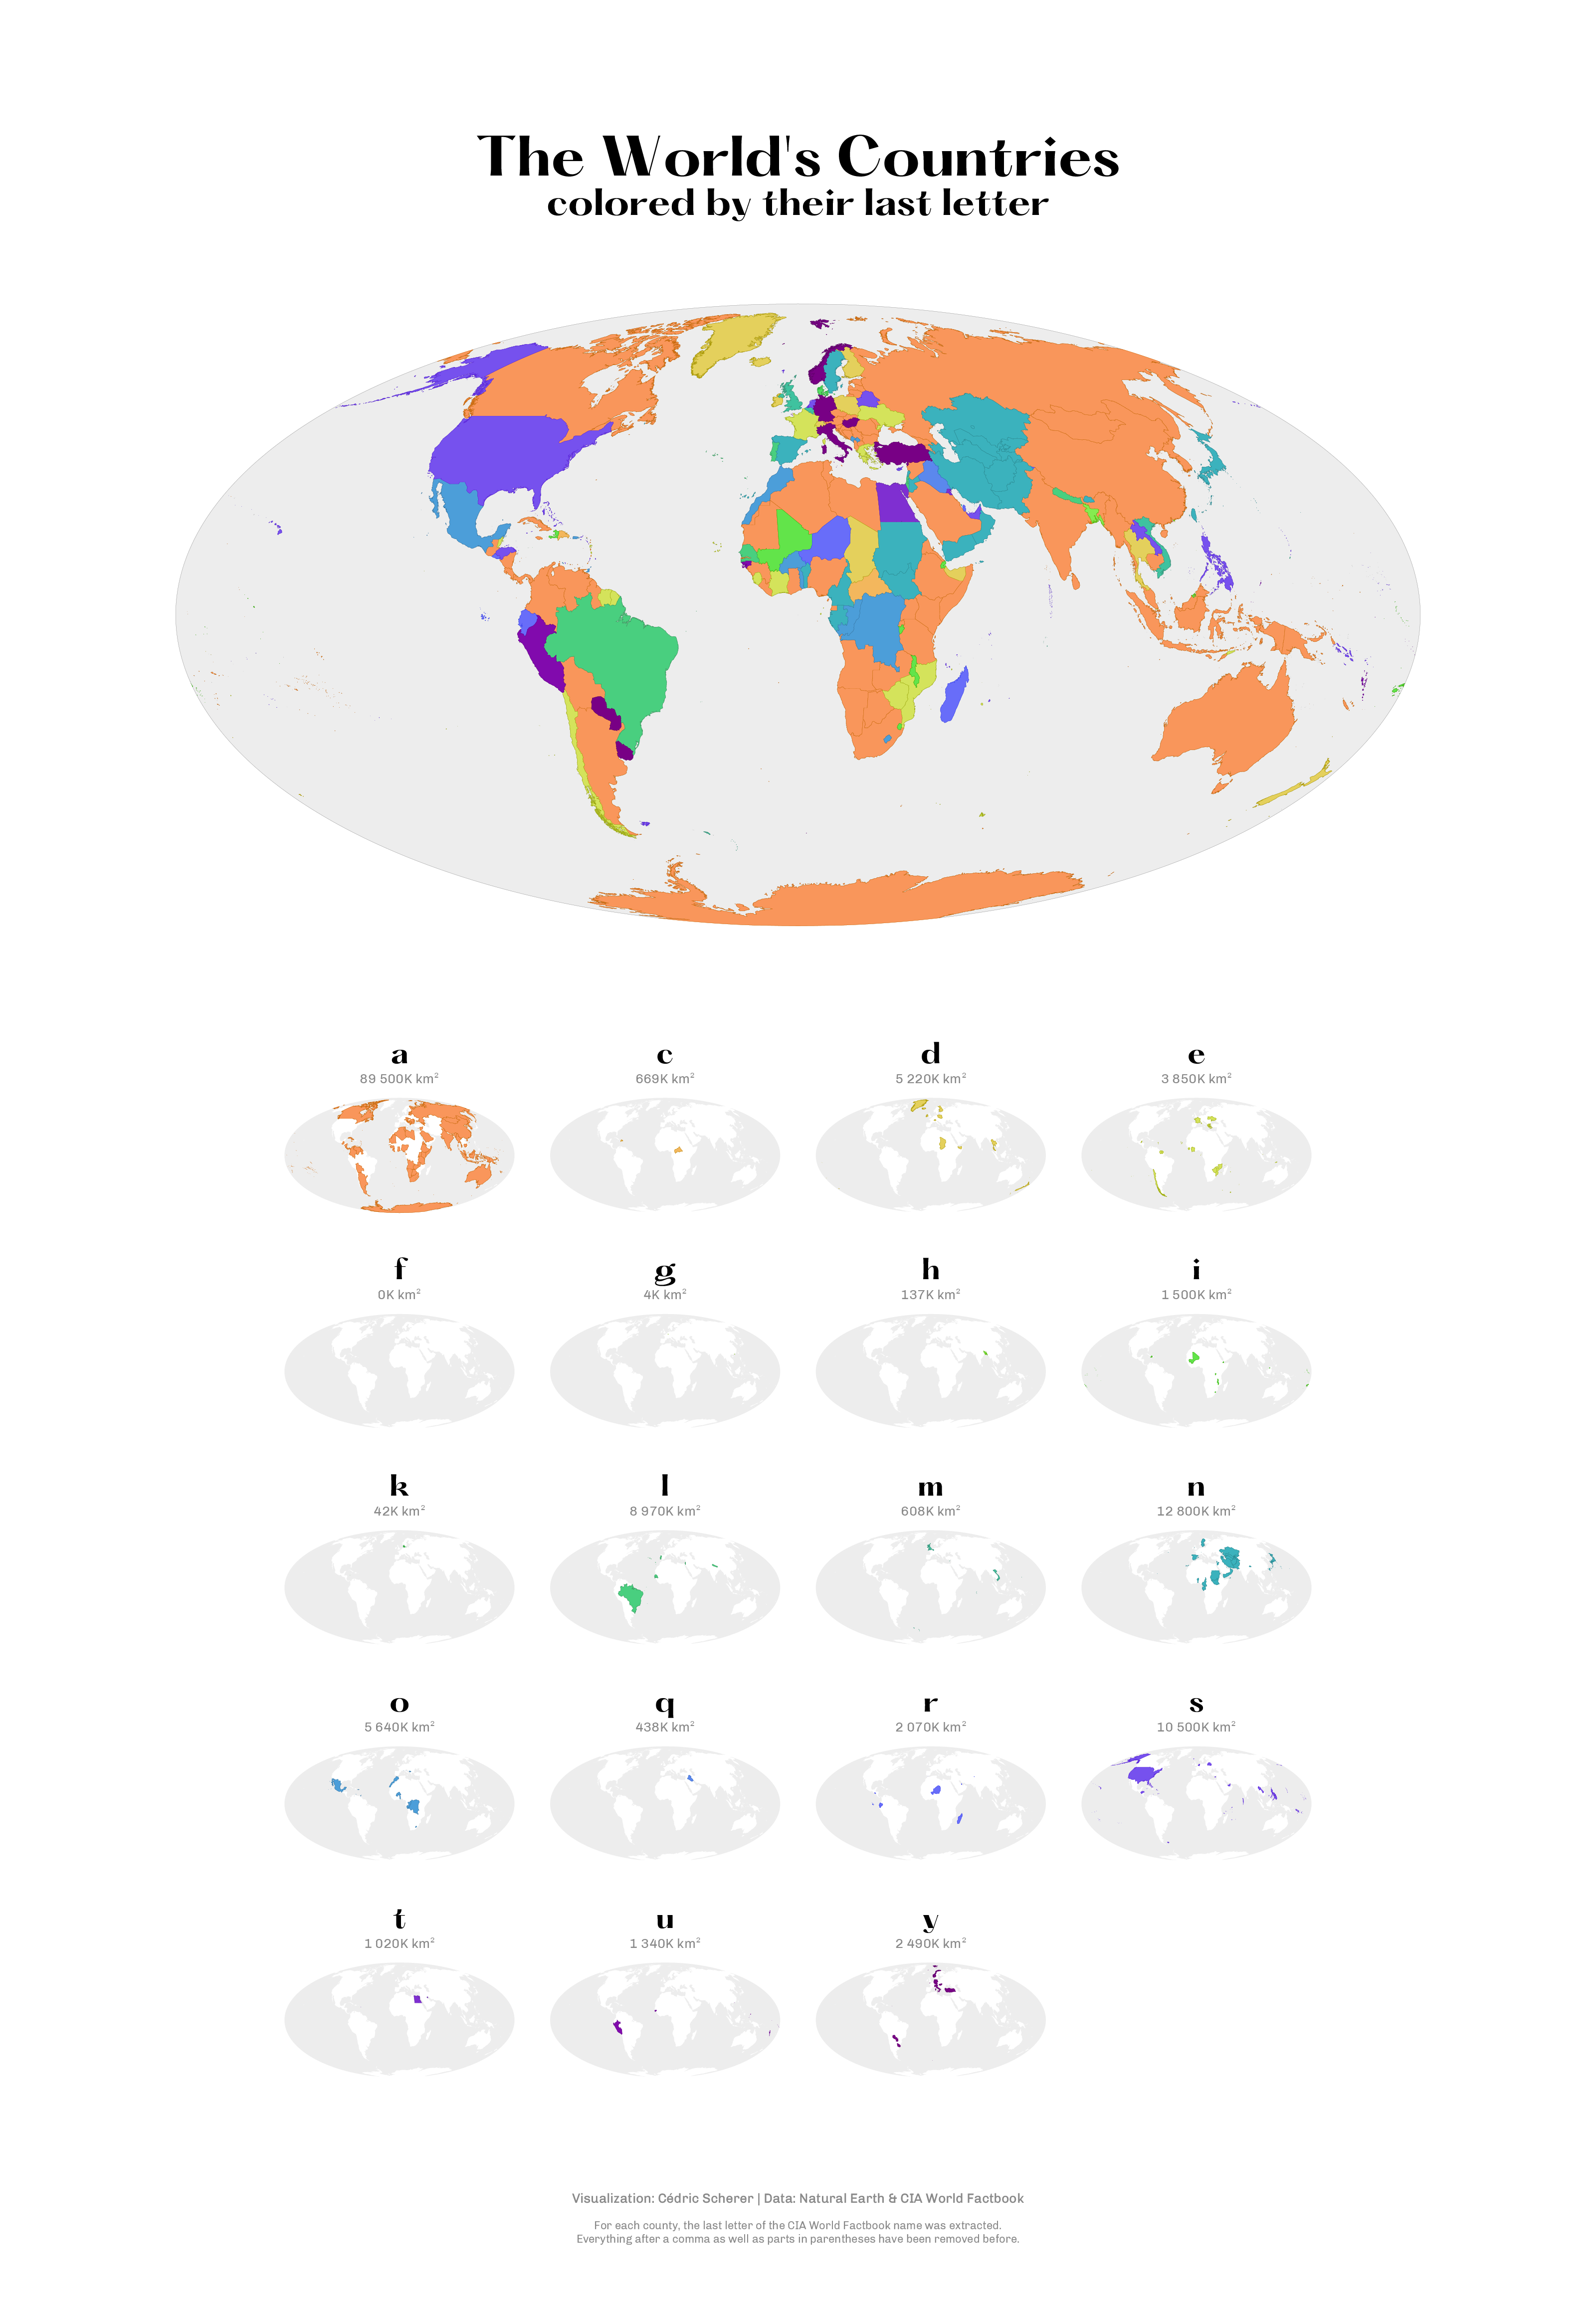 The World's Countries
colored by their last letter
a c d e
89 500K km² 669K km² 5 220K km² 3 850K km²
f g h i
0K km² 4K km² 137K km² 1 500K km²
k l m n
42K km² 8 970K km² 608K km² 12 800K km²
o q r s
5 640K km² 438K km² 2 070K km² 10 500K km²
t u y
1 020K km² 1 340K km² 2 490K km²
Visualization: Cédric Scherer | Data: Natural Earth & CIA World Factbook
For each county, the last letter of the CIA World Factbook name was extracted.
Everything after a comma as well as parts in parentheses have been removed before.